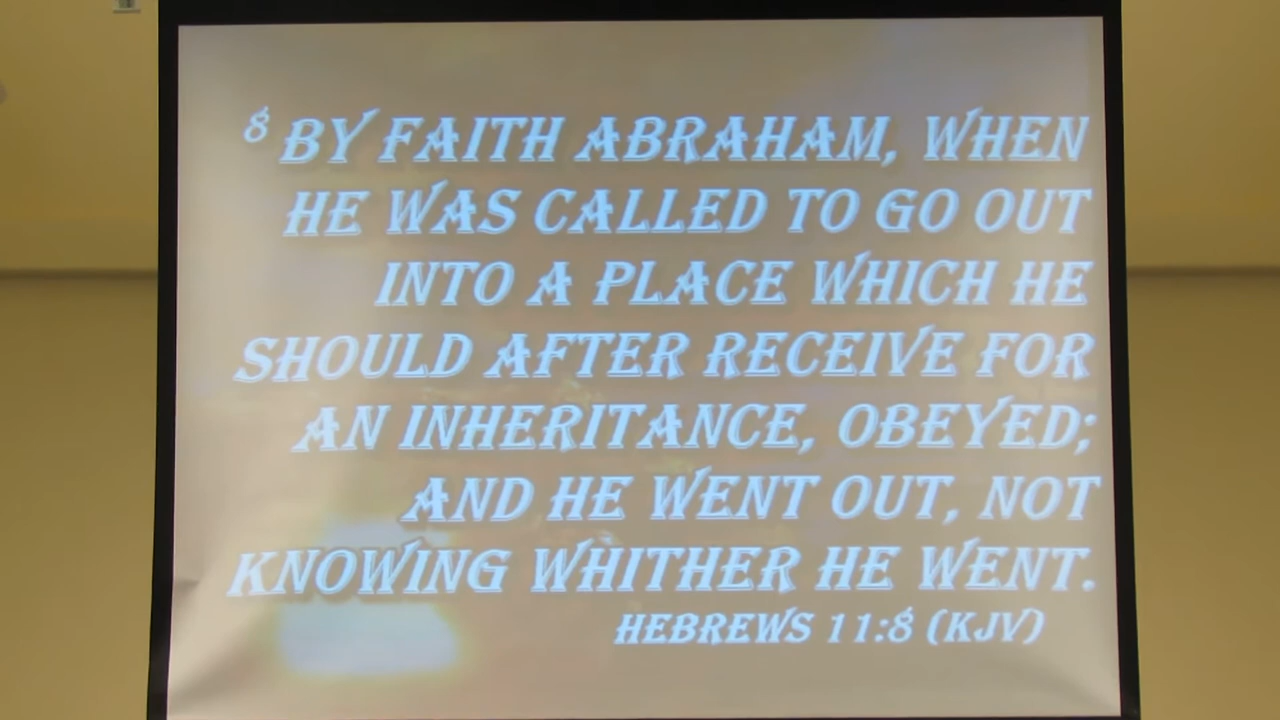 8 BY FAITH ABRAHAM, WHEN
HE WAS CALLED TO GO OUT
INTO A PLACE WHICH HE
SHOULD AFTER RECEIVE FOR
AN INHERITANCE, OBEYED;
AND HE WENT OUT, NOT
KNOWING WHITHER HE WENT.
HEBREWS 11:8 (KJV)